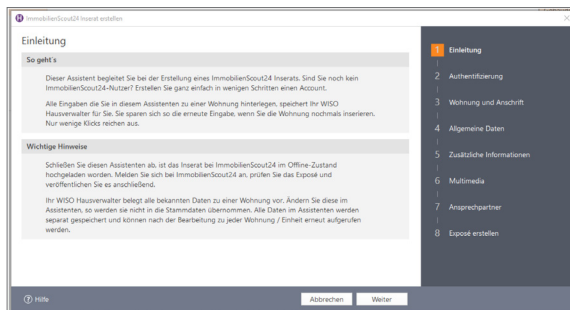 ImmobilienScout24 Inserat erstellen
Einleitung
So geht's
Dieser Assistent begleitet Sie bei der Erstellung eines ImmobilienScout24 Inserats. Sind Sie noch kein
ImmobilienScout24-Nutzer? Erstellen Sie ganz einfach in wenigen Schritten einen Account.
Alle Eingaben die Sie in diesem Assistenten zu einer Wohnung hinterlegen, speichert Ihr WISO
Hausverwalter für Sie. Sie sparen sich so die erneute Eingabe, wenn Sie die Wohnung nochmals inserieren.
Nur wenige Klicks reichen aus.
Wichtige Hinweise
Schließen Sie diesen Assistenten ab, ist das Inserat bei ImmobilienScout24 im Offline-Zustand
hochgeladen worden. Melden Sie sich bei ImmobilienScout24 an, prüfen Sie das Exposé und
veröffentlichen Sie es anschließend.
Ihr WISO Hausverwalter belegt alle bekannten Daten zu einer Wohnung vor. Ändern Sie diese im
Assistenten, so werden sie nicht in die Stammdaten übernommen. Alle Daten im Assistenten werden
separat gespeichert und können nach der Bearbeitung zu jeder Wohnung / Einheit erneut aufgerufen
werden.
1 Einleitung
2 Authentifizierung
3 Wohnung und Anschrift
4 Allgemeine Daten
5 Zusätzliche Informationen
6 Multimedia
7 Ansprechpartner
8 Exposé erstellen
? Hilfe
Abbrechen
Weiter